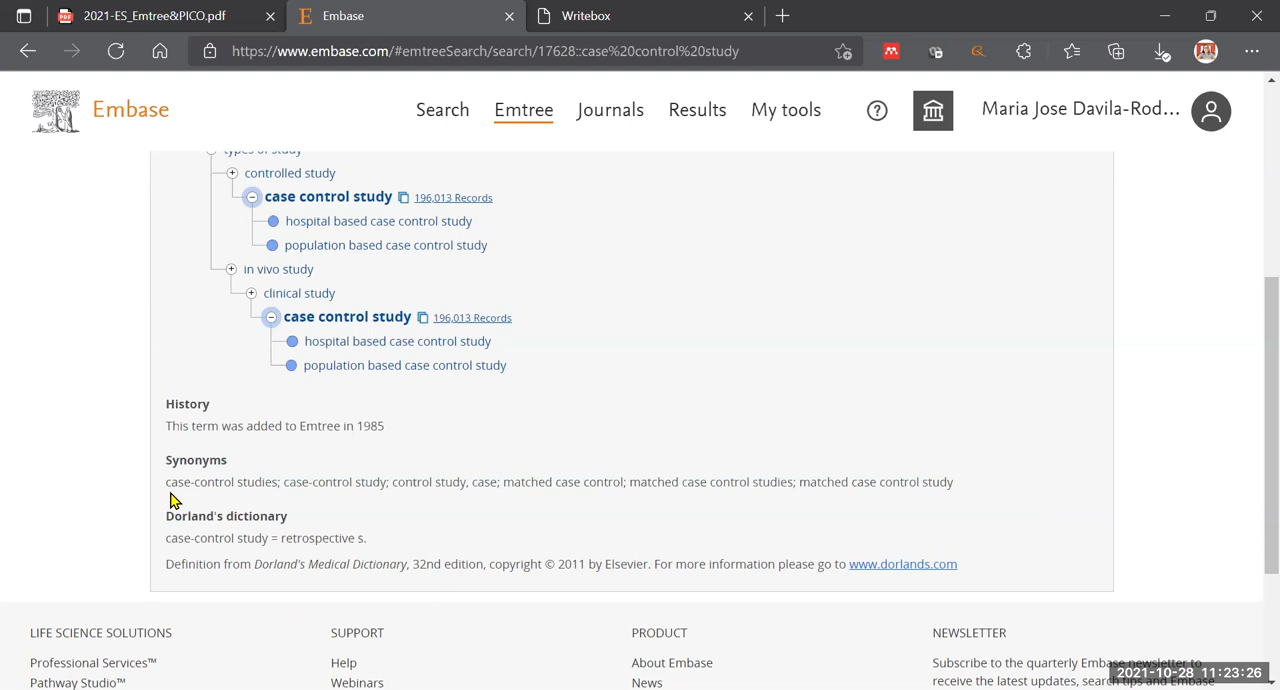 2021-ES_Emtree&PICO.pdf
Embase
Writebox
https://www.embase.com/#emtreeSearch/search/17628::case%20control%20study
Embase
Search
Emtree
Journals
Results
My tools
Maria Jose Davila-Rod...
types of study
controlled study
case control study 196,013 Records
hospital based case control study
population based case control study
in vivo study
clinical study
case control study 196,013 Records
hospital based case control study
population based case control study
History
This term was added to Emtree in 1985
Synonyms
case-control studies; case-control study; control study, case; matched case control; matched case control studies; matched case control study
Dorland's dictionary
case-control study = retrospective s.
Definition from Dorland's Medical Dictionary, 32nd edition, copyright © 2011 by Elsevier. For more information please go to www.dorlands.com
LIFE SCIENCE SOLUTIONS
Professional Services™
Pathway Studio™
SUPPORT
Help
Webinars
PRODUCT
About Embase
News
NEWSLETTER
Subscribe to the quarterly Embase newsletter to
receive the latest updates, search tips and Embase
2021-10-28 11:23:26